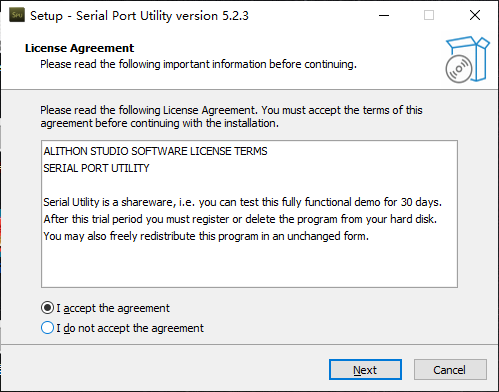 Setup - Serial Port Utility version 5.2.3
License Agreement
Please read the following important information before continuing.
Please read the following License Agreement. You must accept the terms of this
agreement before continuing with the installation.
ALITHON STUDIO SOFTWARE LICENSE TERMS
SERIAL PORT UTILITY
Serial Utility is a shareware, i.e. you can test this fully functional demo for 30 days.
After this trial period you must register or delete the program from your hard disk.
You may also freely redistribute this program in an unchanged form.
I accept the agreement
I do not accept the agreement
Next
Cancel